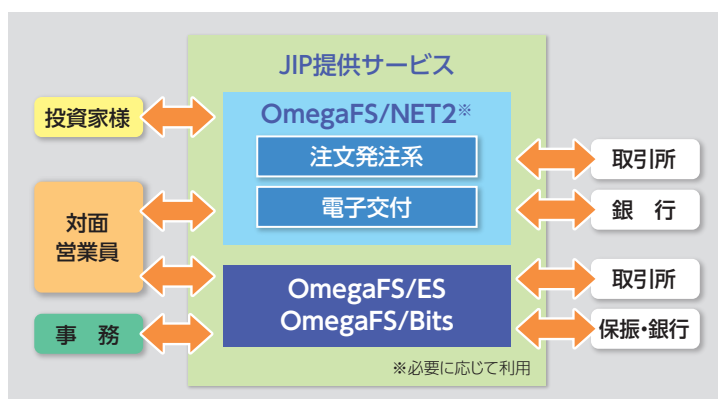 JIP提供サービス
投資家様
OmegaFS/NET2※
注文発注系
取引所
電子交付
銀 行
対面
営業員
OmegaFS/ES
OmegaFS/Bits
取引所
事 務
保振・銀行
※必要に応じて利用